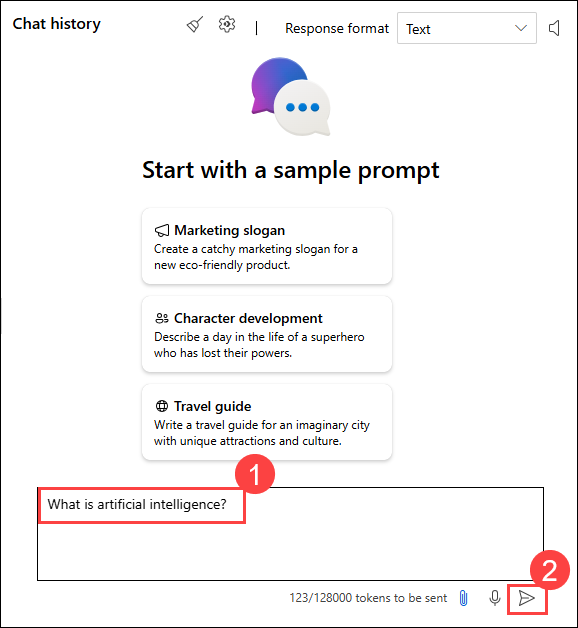 Chat history
Response format
Text
Start with a sample prompt
Marketing slogan
Create a catchy marketing slogan for a
new eco-friendly product.
Character development
Describe a day in the life of a superhero
who has lost their powers.
Travel guide
Write a travel guide for an imaginary city
with unique attractions and culture.
1
What is artificial intelligence?
2
123/128000 tokens to be sent